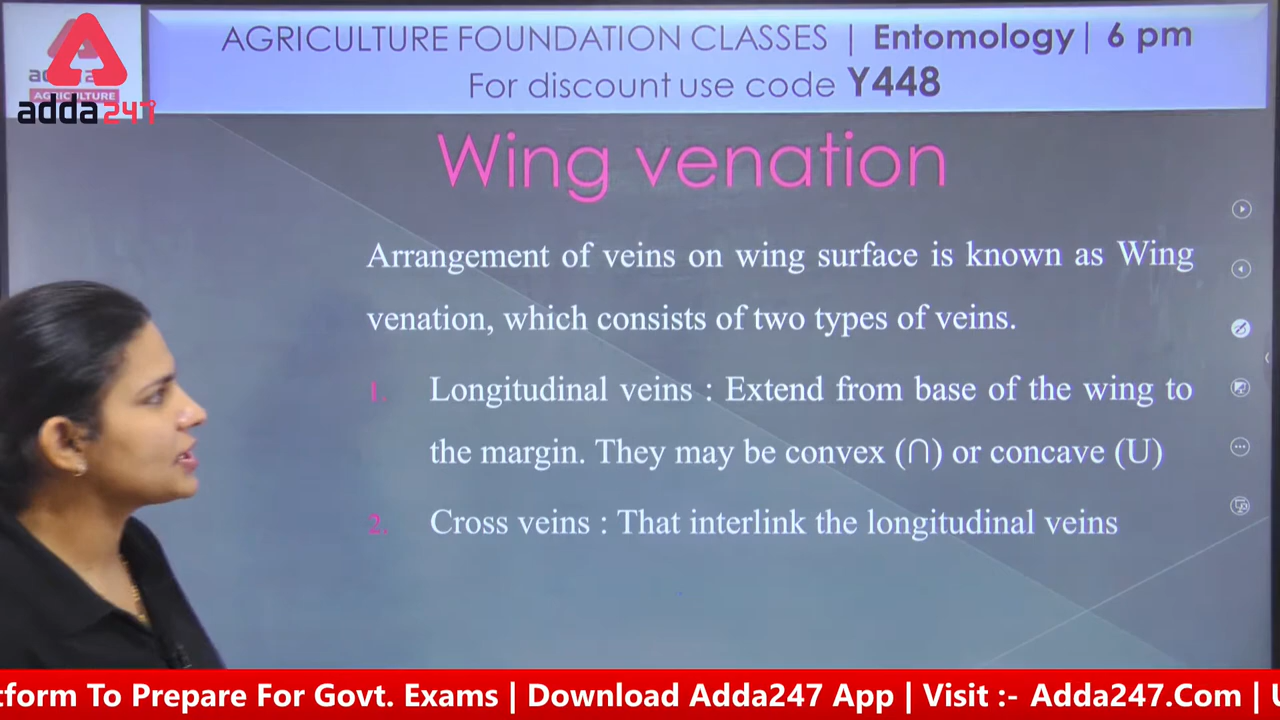 AGRICULTURE FOUNDATION CLASSES | Entomology| 6 pm
For discount use code Y448
AGRICULTURE
adda247
Wing venation
Arrangement of veins on wing surface is known as Wing
venation, which consists of two types of veins.
1. Longitudinal veins : Extend from base of the wing to
the margin. They may be convex (∩) or concave (U)
2. Cross veins : That interlink the longitudinal veins
tform To Prepare For Govt. Exams | Download Adda247 App | Visit :- Adda247.Com | U